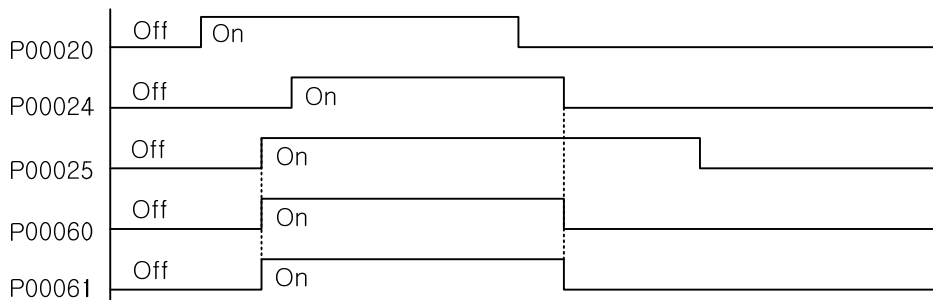 P00020 Off On
P00024 Off On
P00025 Off On
P00060 Off On
P00061 Off On